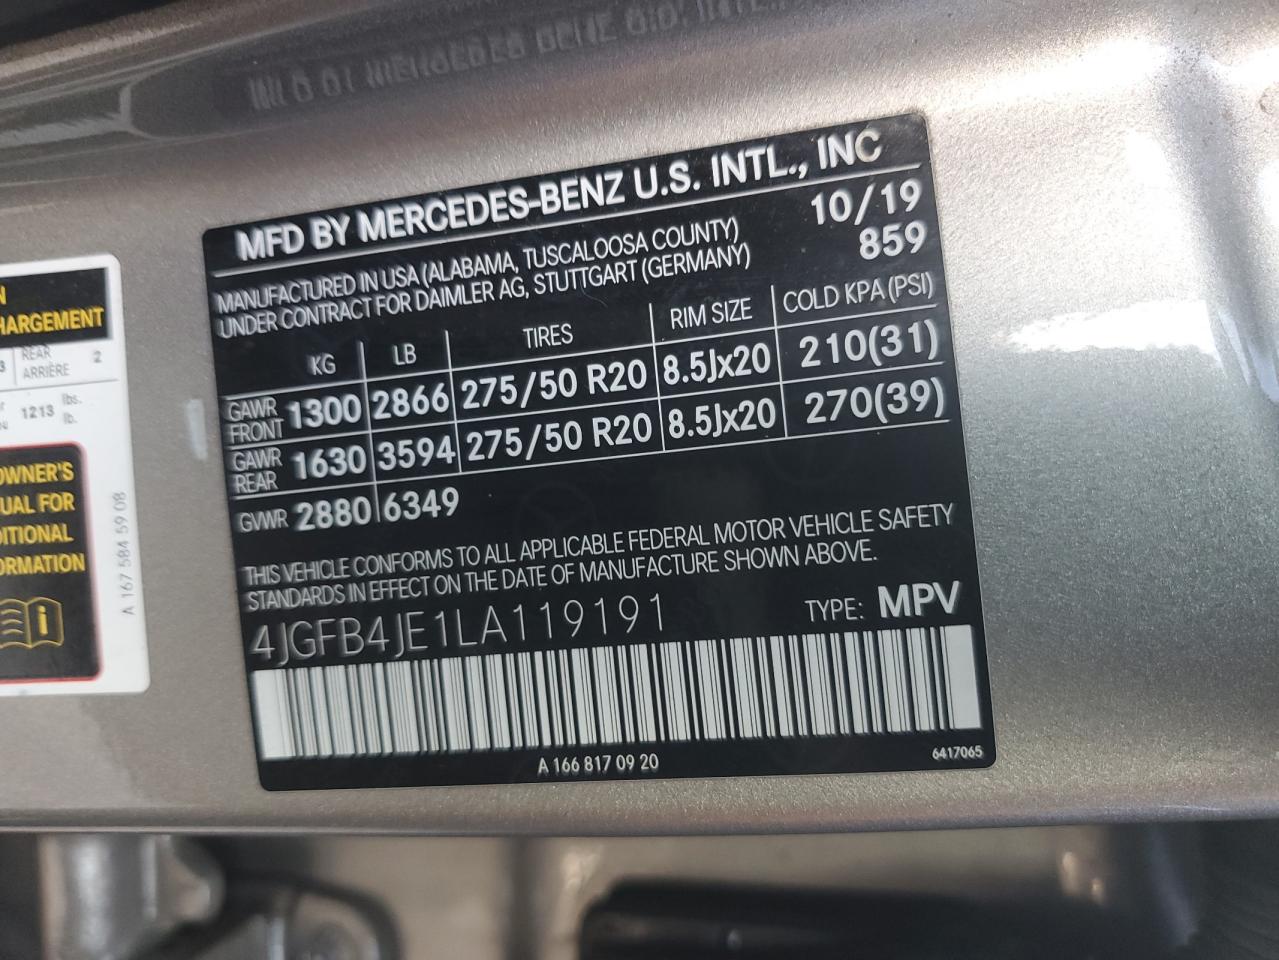 MFD BY MERCEDES-BENZ U.S. INTL., INC
MANUFACTURED IN USA (ALABAMA, TUSCALOOSA COUNTY) 10/19
UNDER CONTRACT FOR DAIMLER AG, STUTTGART (GERMANY) 859
KG LB TIRES RIM SIZE COLD KPA (PSI)
GAWR FRONT 1300 2866 275/50 R20 8.5Jx20 210(31)
GAWR REAR 1630 3594 275/50 R20 8.5Jx20 270(39)
GVWR 2880 6349
THIS VEHICLE CONFORMS TO ALL APPLICABLE FEDERAL MOTOR VEHICLE SAFETY
STANDARDS IN EFFECT ON THE DATE OF MANUFACTURE SHOWN ABOVE.
4JGFB4JE1LA119191 TYPE: MPV
A 166 817 09 20 6417065
HARGEMENT
REAR 2
ARRIÈRE
1213 lbs.
lb.
OWNER'S
UAL FOR
DITIONAL
ORMATION
A 167 584 59 08